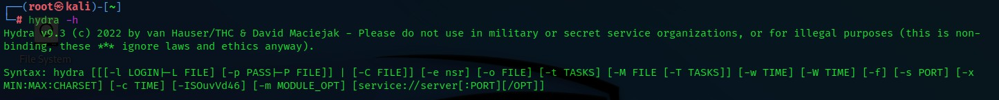 ┌──(root㉿kali)-[~]
└─# hydra -h
Hydra v9.3 (c) 2022 by van Hauser/THC & David Maciejak - Please do not use in military or secret service organizations, or for illegal purposes (this is non-
binding, these *** ignore laws and ethics anyway).
File System
Syntax: hydra [[[-l LOGIN|-L FILE] [-p PASS|-P FILE]] | [-C FILE]] [-e nsr] [-o FILE] [-t TASKS] [-M FILE [-T TASKS]] [-w TIME] [-W TIME] [-f] [-s PORT] [-x
MIN:MAX:CHARSET] [-c TIME] [-ISOuvVd46] [-m MODULE_OPT] [service://server[:PORT][/OPT]]